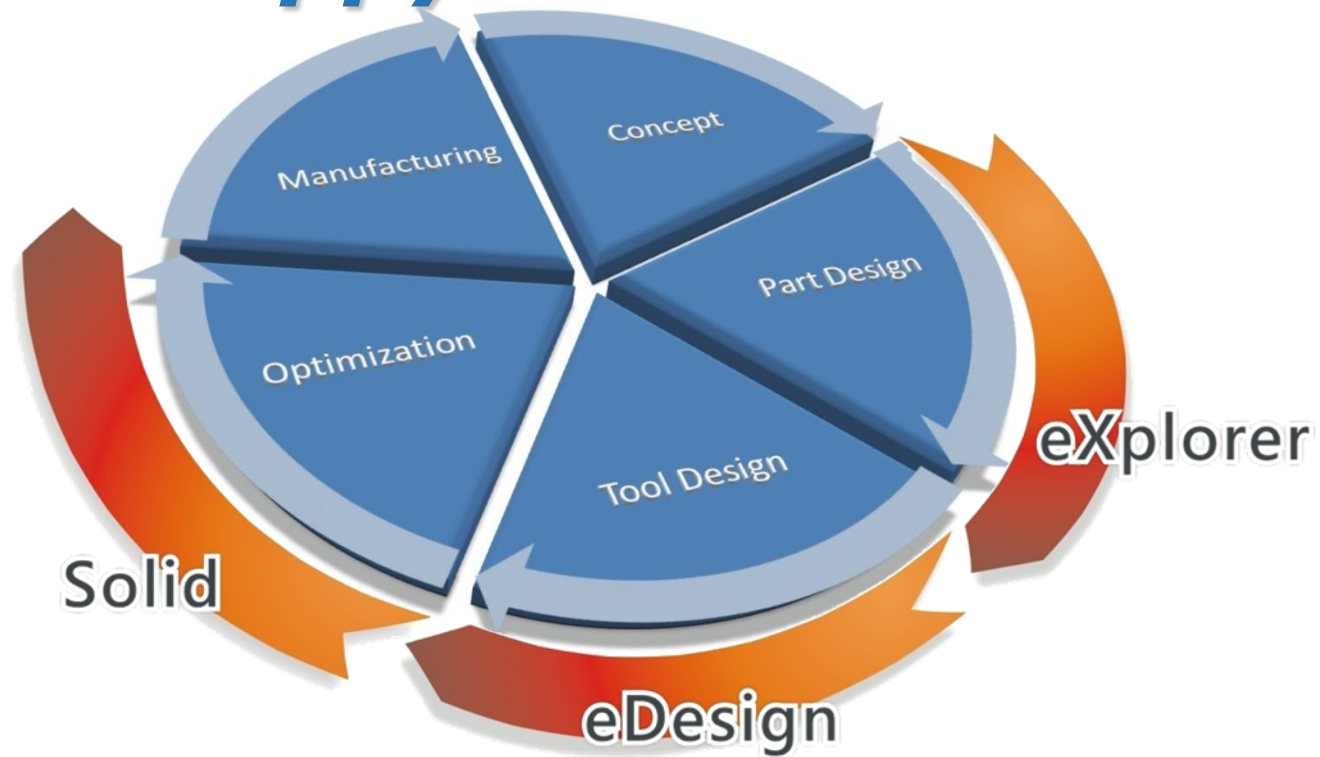 Concept
Manufacturing
Part Design
Optimization
Tool Design
eXplorer
Solid
eDesign